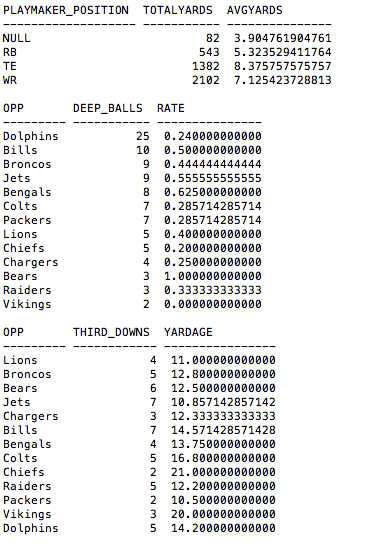 PLAYMAKER_POSITION  TOTALYARDS  AVGYARDS
------------------- ----------- ---------------
NULL                         82  3.904761904761
RB                          543  5.323529411764
TE                         1382  8.375757575757
WR                         2102  7.125423728813
OPP       DEEP_BALLS  RATE
--------- ----------- ---------------
Dolphins           25  0.240000000000
Bills              10  0.500000000000
Broncos             9  0.444444444444
Jets                9  0.555555555555
Bengals             8  0.625000000000
Colts               7  0.285714285714
Packers             7  0.285714285714
Lions               5  0.400000000000
Chiefs              5  0.200000000000
Chargers            4  0.250000000000
Bears               3  1.000000000000
Raiders             3  0.333333333333
Vikings             2  0.000000000000
OPP       THIRD_DOWNS  YARDAGE
--------- ------------ ----------------
Lions                4  11.000000000000
Broncos              5  12.800000000000
Bears                6  12.500000000000
Jets                 7  10.857142857142
Chargers             3  12.333333333333
Bills                7  14.571428571428
Bengals              4  13.750000000000
Colts                5  16.800000000000
Chiefs               2  21.000000000000
Raiders              5  12.200000000000
Packers              2  10.500000000000
Vikings              3  20.000000000000
Dolphins             5  14.200000000000